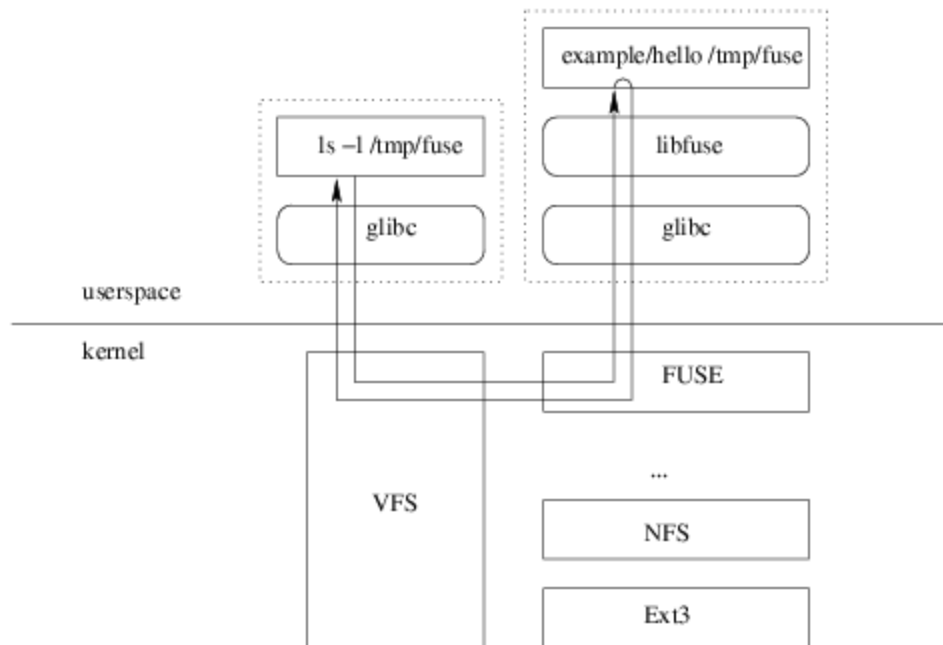 example/hello /tmp/fuse
ls –l /tmp/fuse
libfuse
glibc
glibc
userspace
kernel
FUSE
...
VFS
NFS
Ext3